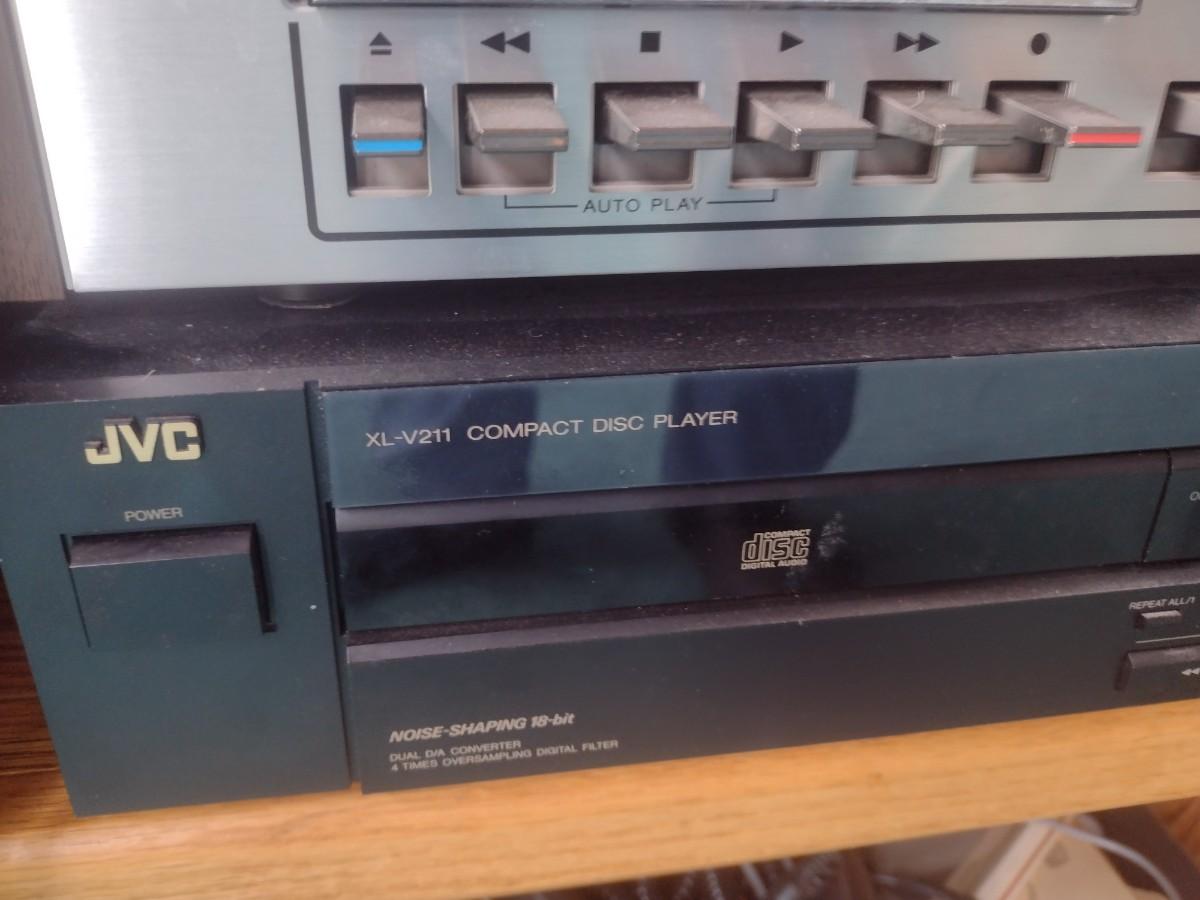 AUTO PLAY
JVC
XL-V211 COMPACT DISC PLAYER
POWER
COMPACT
disc
DIGITAL AUDIO
REPEAT ALL/1
NOISE-SHAPING 18-bit
DUAL D/A CONVERTER
4 TIMES OVERSAMPLING DIGITAL FILTER